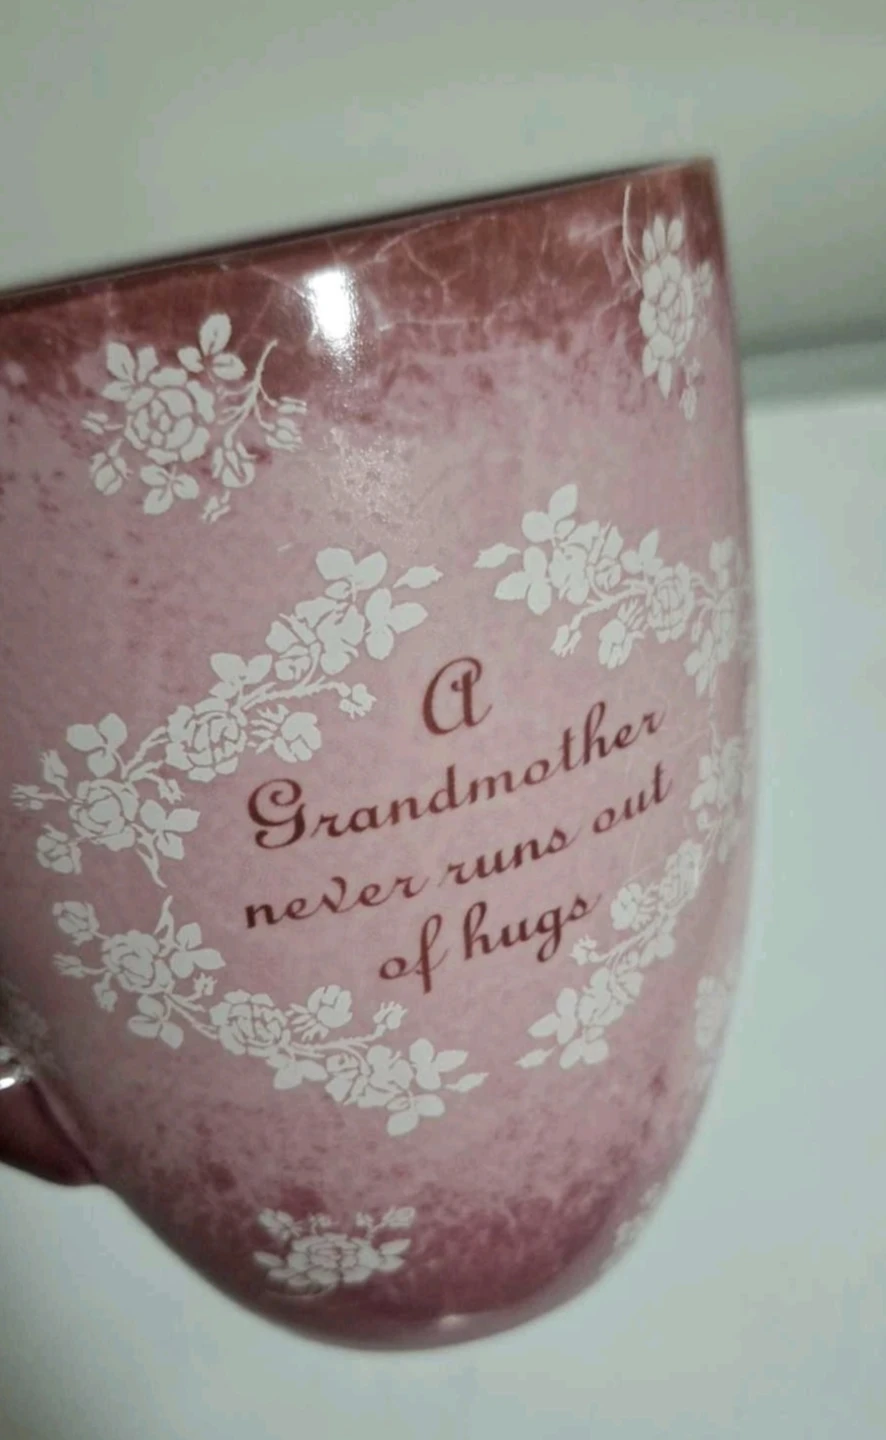 A
Grandmother
never runs out
of hugs